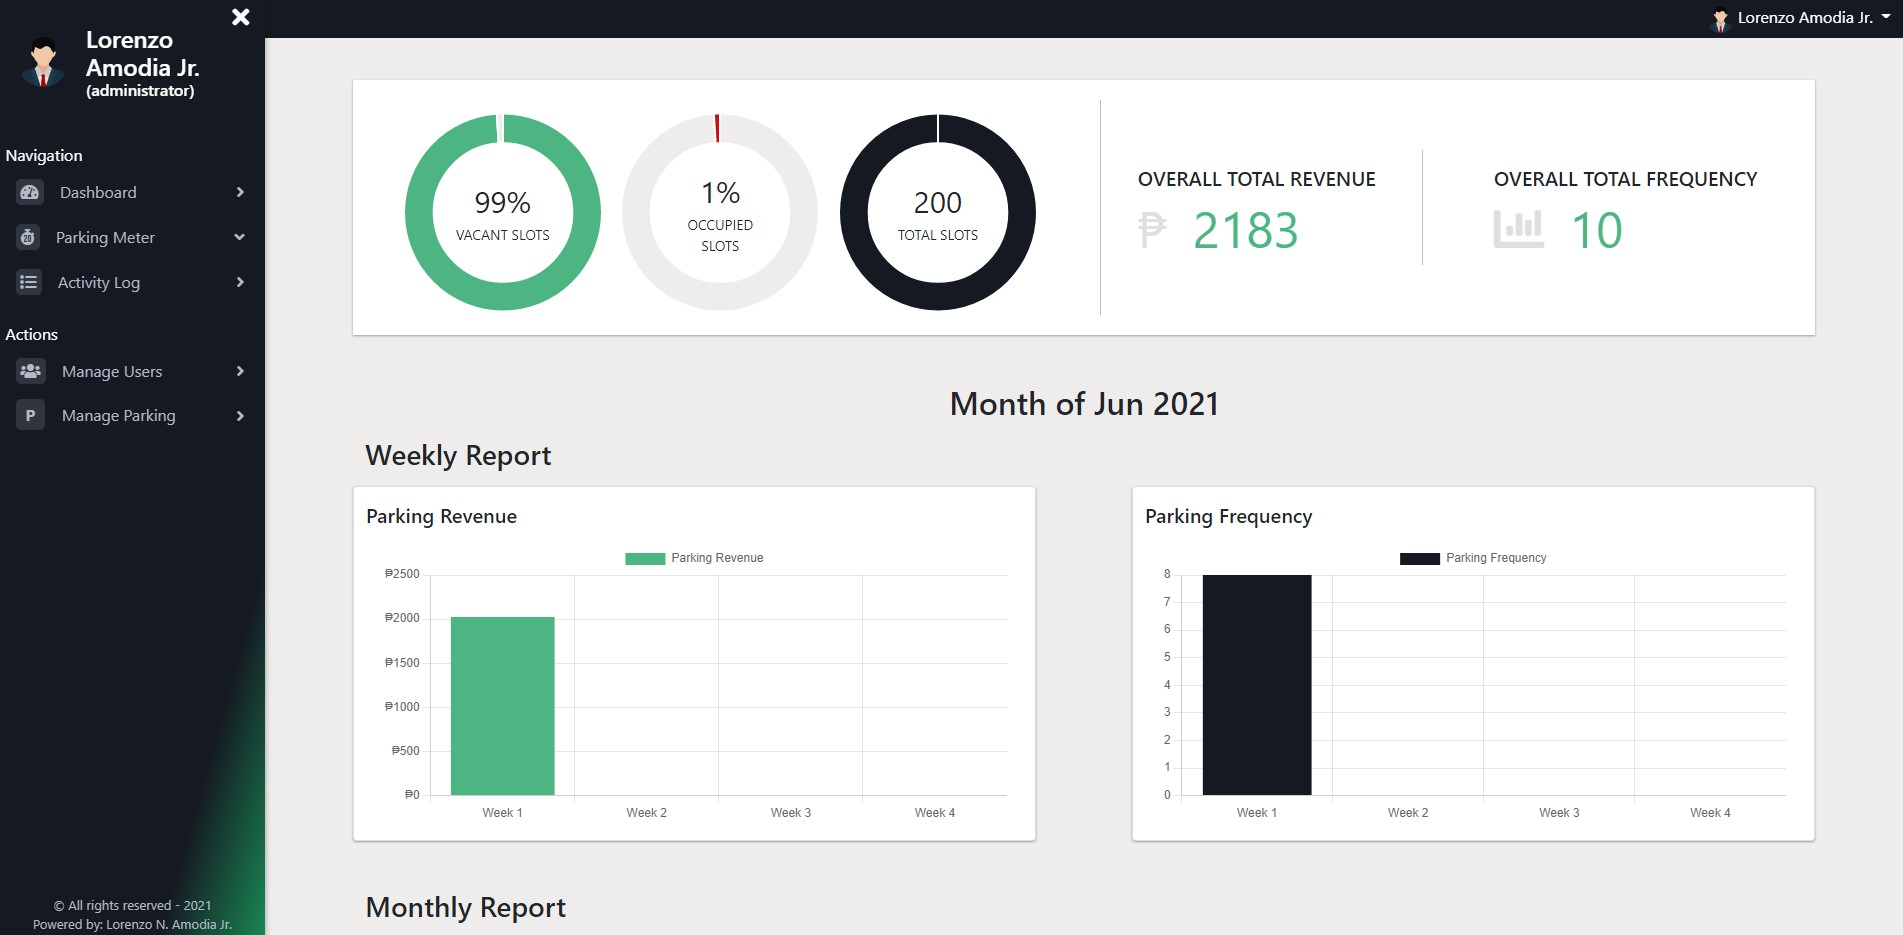 Lorenzo
Amodia Jr.
(administrator)
Navigation
Dashboard
20
Parking Meter
Activity Log
Actions
Manage Users
P
Manage Parking
© All rights reserved - 2021
Powered by: Lorenzo N. Amodia Jr.
Lorenzo Amodia Jr.
99%
VACANT SLOTS
1%
OCCUPIED
SLOTS
200
TOTAL SLOTS
OVERALL TOTAL REVENUE
₱ 2183
OVERALL TOTAL FREQUENCY
10
Month of Jun 2021
Weekly Report
Parking Revenue
Parking Revenue
₱2500
₱2000
₱1500
₱1000
₱500
₱0
Week 1 Week 2 Week 3 Week 4
Parking Frequency
Parking Frequency
8
7
6
5
4
3
2
1
0
Week 1 Week 2 Week 3 Week 4
Monthly Report